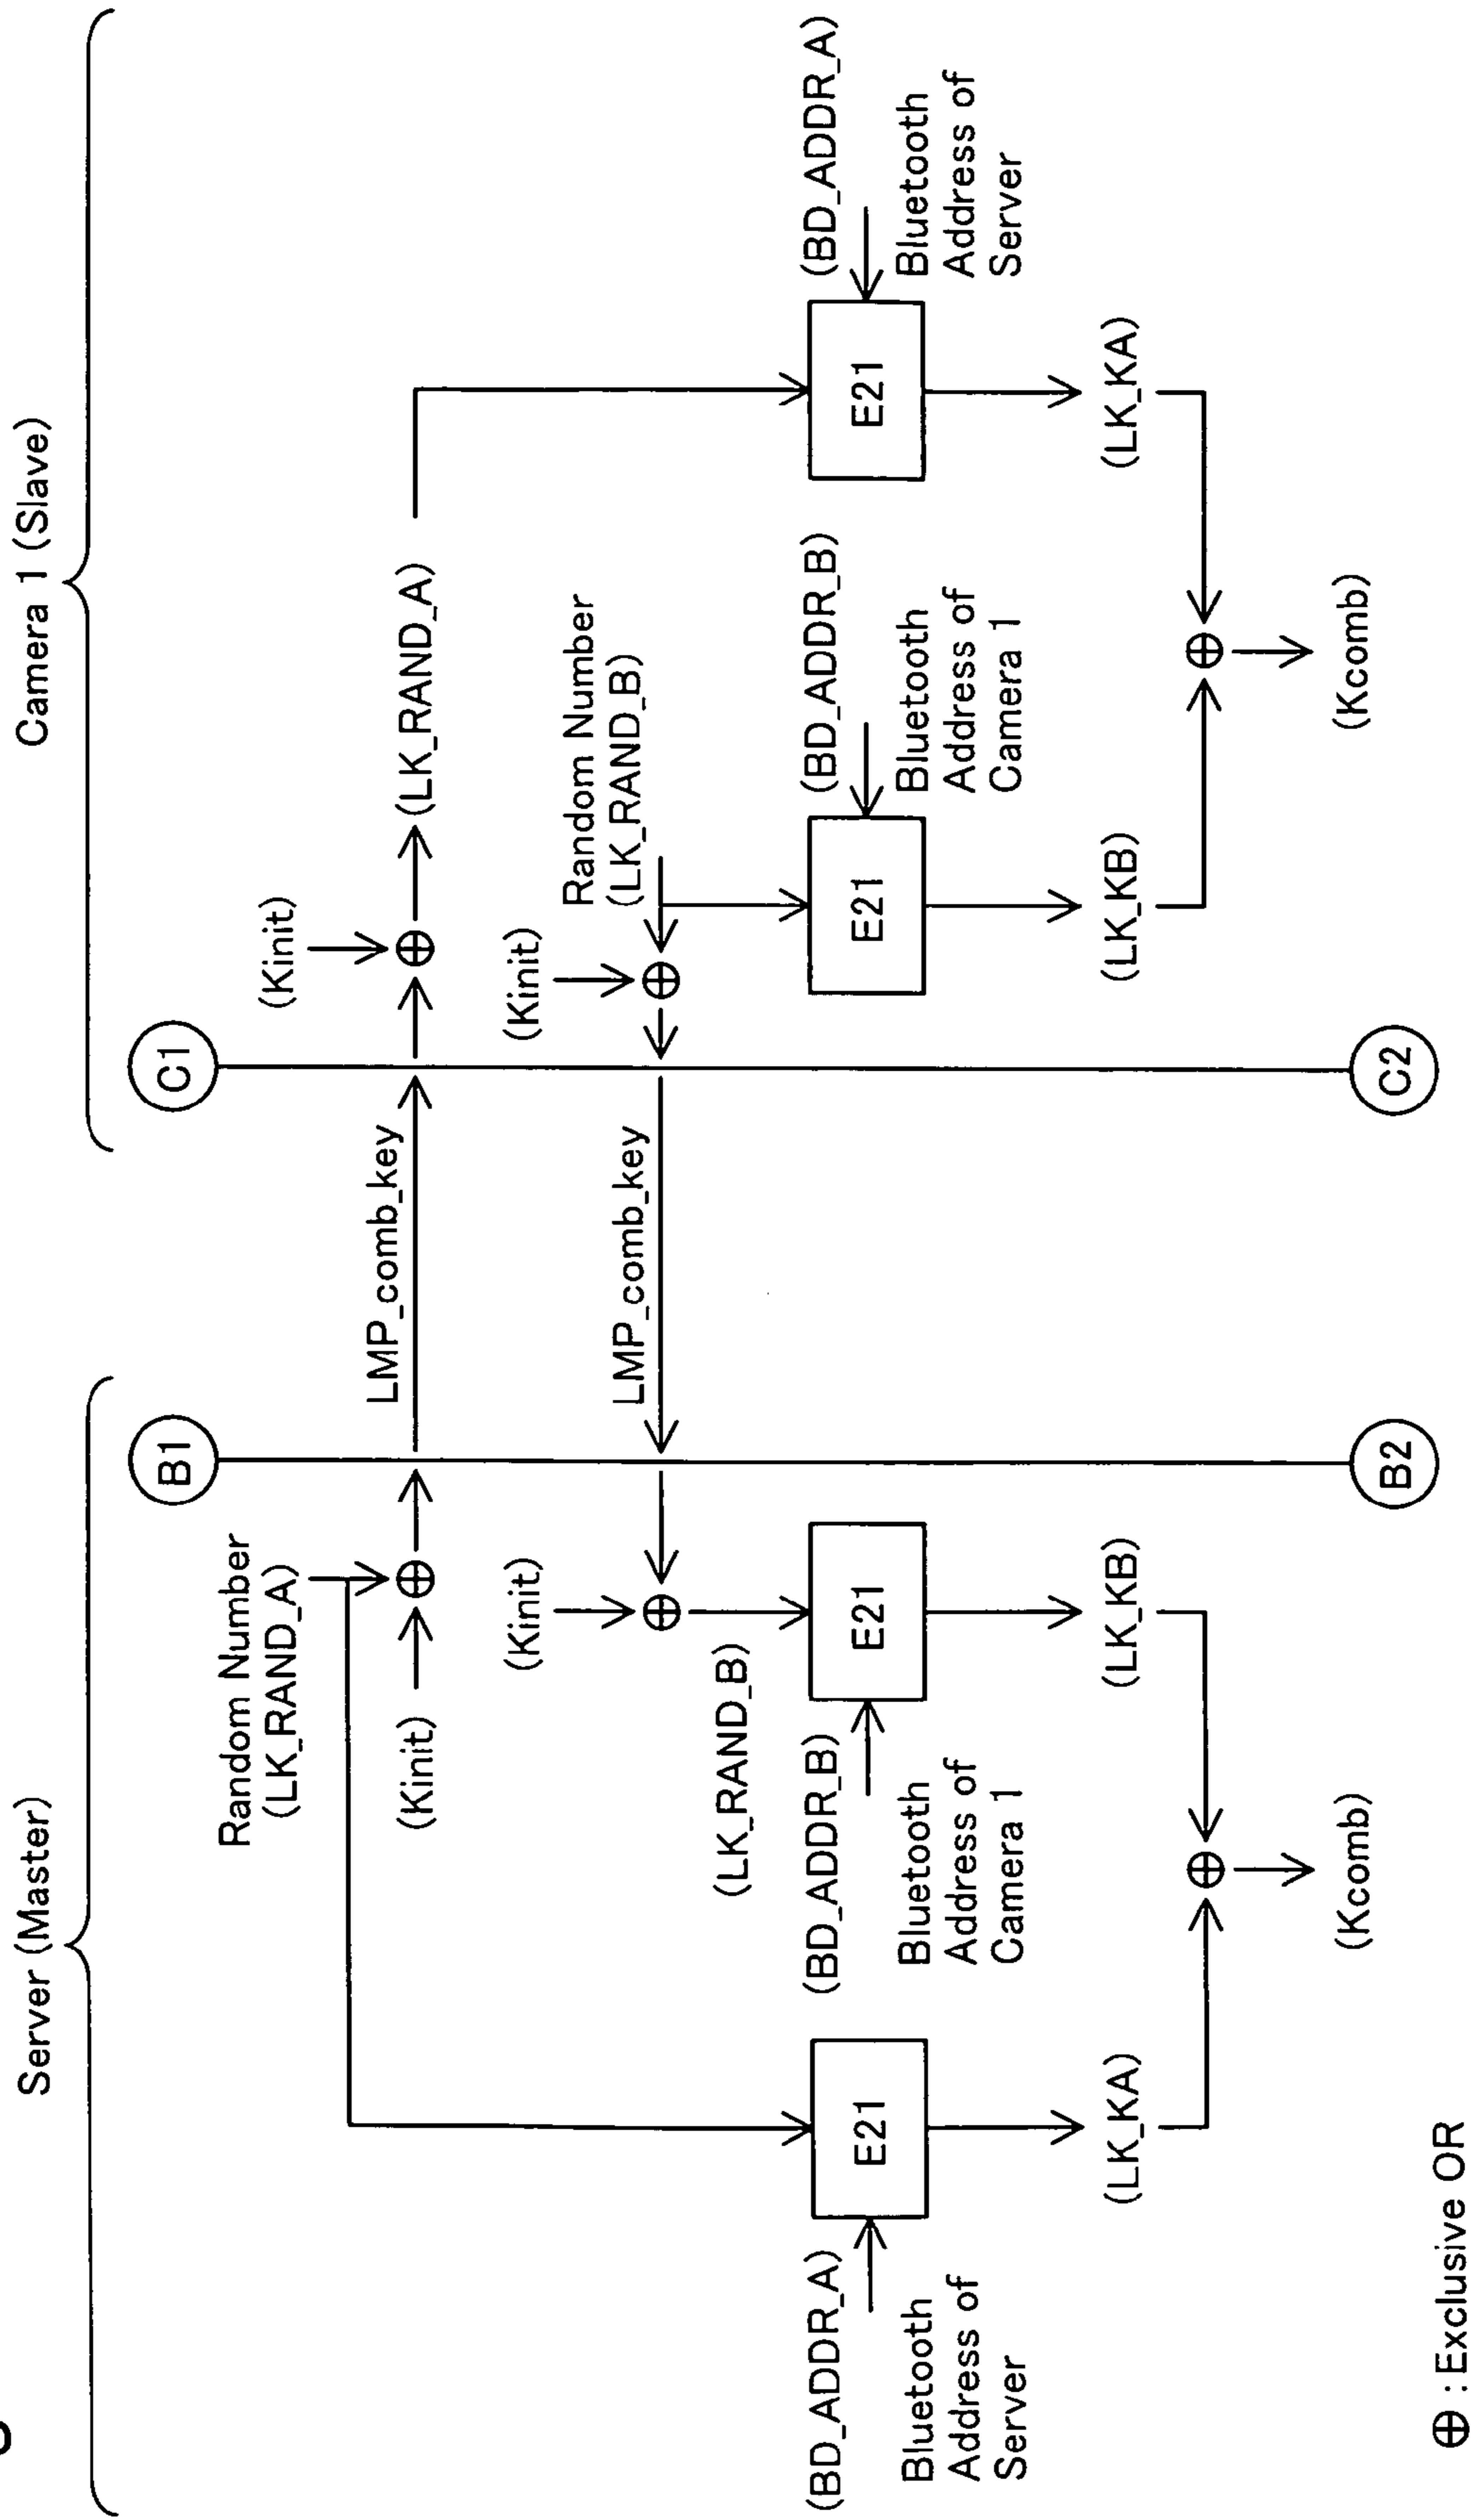 Server (Master)
Camera 1 (Slave)
B1
C1
Random Number
(LK_RAND_A)
(Kinit)
LMP_comb_key
(Kinit)
(LK_RAND_A)
(Kinit)
LMP_comb_key
(Kinit)
Random Number
(LK_RAND_B)
(LK_RAND_B)
(BD_ADDR_A)
Bluetooth
Address of
Server
E21
(BD_ADDR_B)
Bluetooth
Address of
Camera 1
E21
E21
(BD_ADDR_B)
Bluetooth
Address of
Camera 1
E21
(BD_ADDR_A)
Bluetooth
Address of
Server
(LK_KA)
(LK_KB)
(LK_KB)
(LK_KA)
(Kcomb)
(Kcomb)
B2
C2
⊕ : Exclusive OR